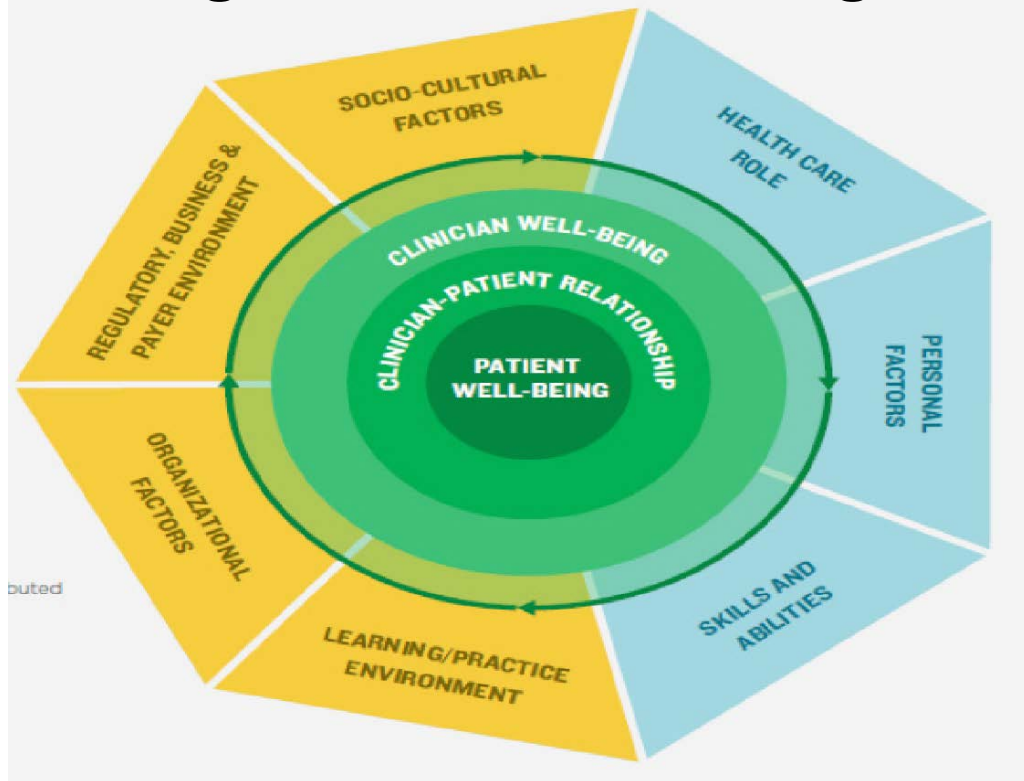 SOCIO-CULTURAL
FACTORS
HEALTH CARE
ROLE
REGULATORY, BUSINESS &
PAYER ENVIRONMENT
CLINICIAN WELL-BEING
CLINICIAN-PATIENT RELATIONSHIP
PATIENT
WELL-BEING
PERSONAL
FACTORS
ORGANIZATIONAL
FACTORS
SKILLS AND
ABILITIES
buted
LEARNING/PRACTICE
ENVIRONMENT